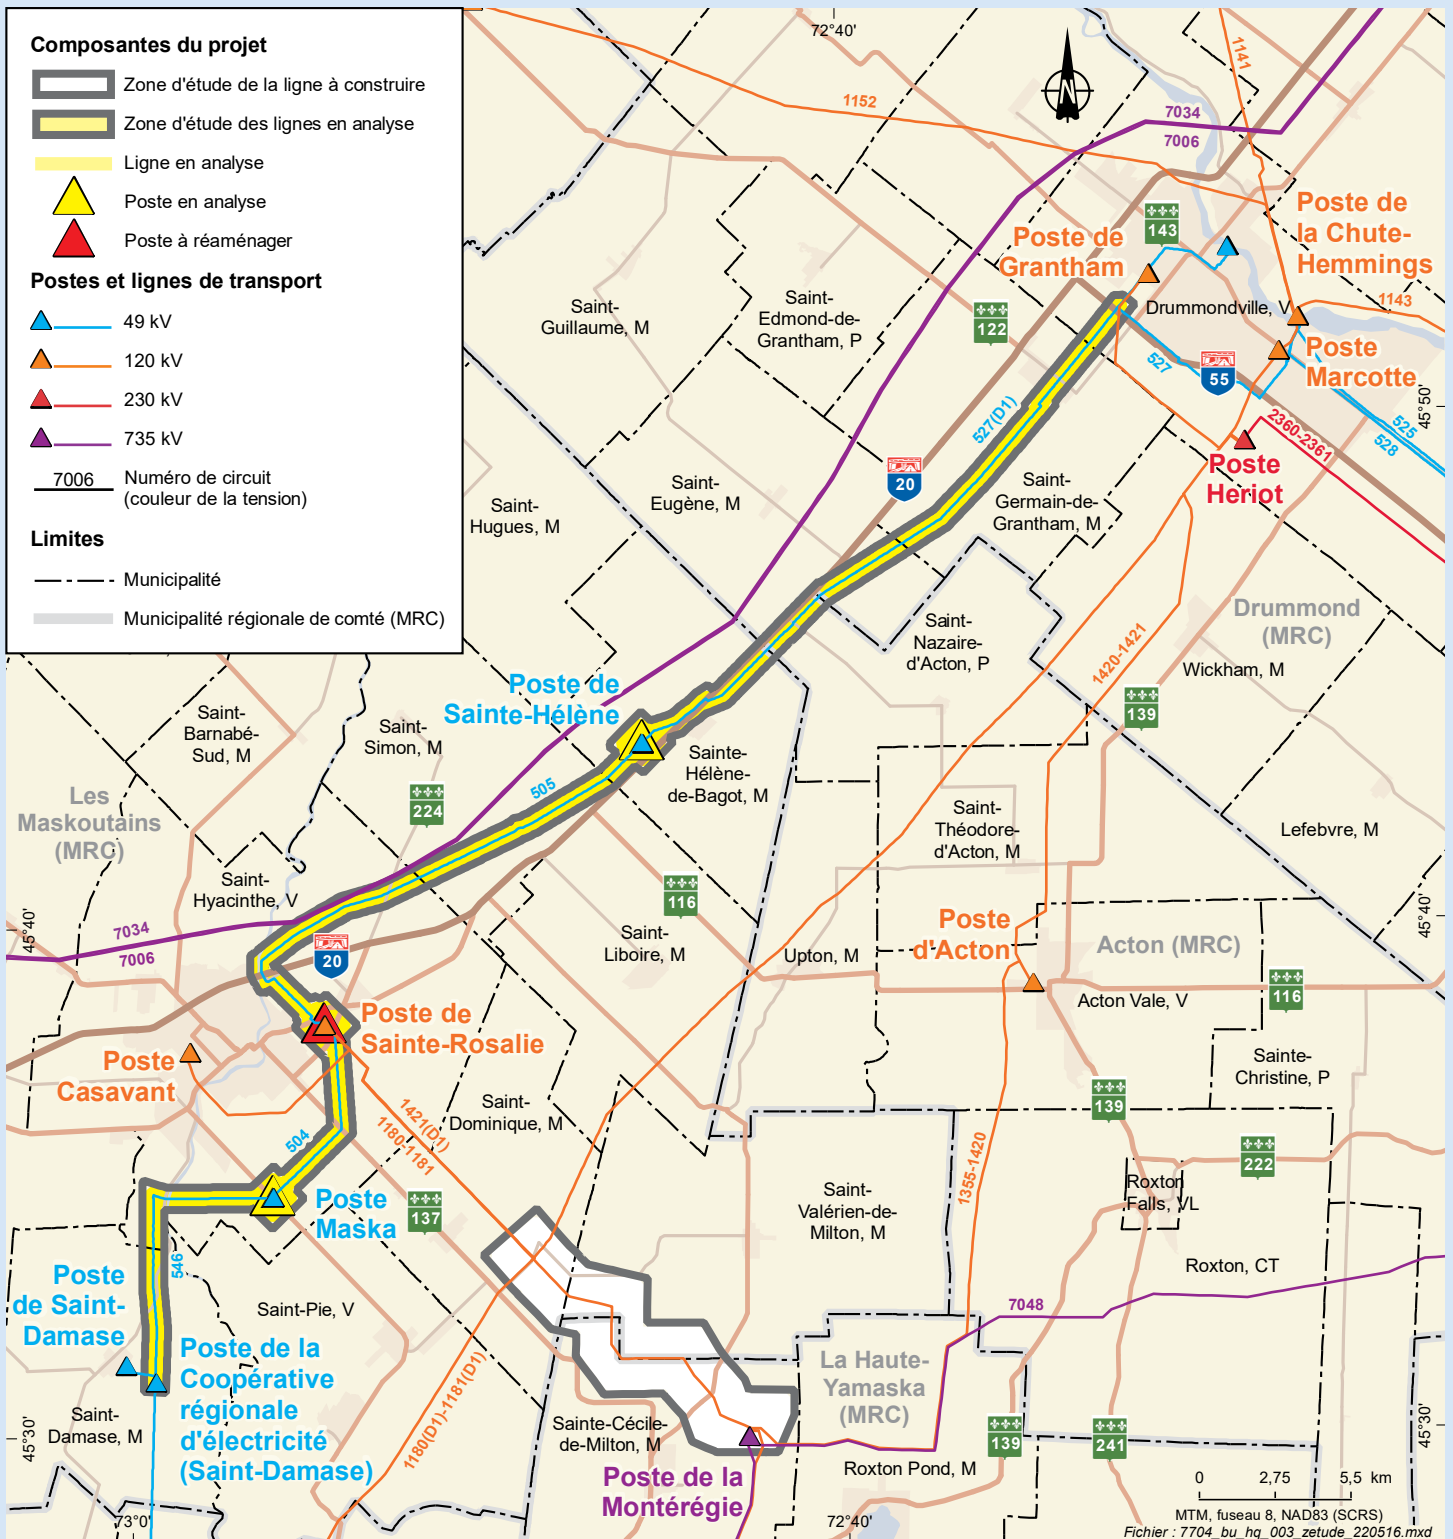 Composantes du projet
Zone d'étude de la ligne à construire
Zone d'étude des lignes en analyse
Ligne en analyse
Poste en analyse
Poste à réaménager
Postes et lignes de transport
49 kV
120 kV
230 kV
735 kV
7006
Numéro de circuit
(couleur de la tension)
Limites
Municipalité
Municipalité régionale de comté (MRC)
72°40'
N
1141
1152
7034
7006
143
Poste de
Grantham
Poste de
la Chute-
Hemmings
1143
Drummondville, V
Saint-
Guillaume, M
Saint-
Edmond-de-
Grantham, P
122
527
55
Poste
Marcotte
45°50'
527(D1)
525
528
2360-2361
Poste
Heriot
20
Saint-
Hugues, M
Saint-
Eugène, M
Saint-
Germain-de-
Grantham, M
Drummond
(MRC)
Saint-
Nazaire-
d'Acton, P
1420-1421
Wickham, M
139
Poste de
Sainte-Hélène
Saint-
Barnabé-
Sud, M
Saint-
Simon, M
Sainte-
Hélène-
de-Bagot, M
505
Les
Maskoutains
(MRC)
224
Saint-
Théodore-
d'Acton, M
Lefebvre, M
Saint-
Hyacinthe, V
116
45°40'
45°40'
7034
7006
20
Saint-
Liboire, M
Upton, M
Poste
d'Acton
Acton (MRC)
Acton Vale, V
116
Poste de
Sainte-Rosalie
Poste
Casavant
Sainte-
Christine, P
139
Saint-
Dominique, M
1421(D1)
1180-1181
504
222
1355-1420
Roxton
Falls, VL
Poste
Maska
137
Saint-
Valérien-de-
Milton, M
546
Roxton, CT
Poste
de Saint-
Damase
Saint-Pie, V
7048
Poste de la
Coopérative
régionale
d'électricité
(Saint-Damase)
1180(D1)-1181(D1)
La Haute-
Yamaska
(MRC)
Saint-
Damase, M
Sainte-Cécile-
de-Milton, M
139
241
45°30'
45°30'
Roxton Pond, M
Poste de la
Montérégie
0 2,75 5,5 km
73°0'
72°40'
MTM, fuseau 8, NAD83 (SCRS)
Fichier : 7704_bu_hq_003_zetude_220516.mxd